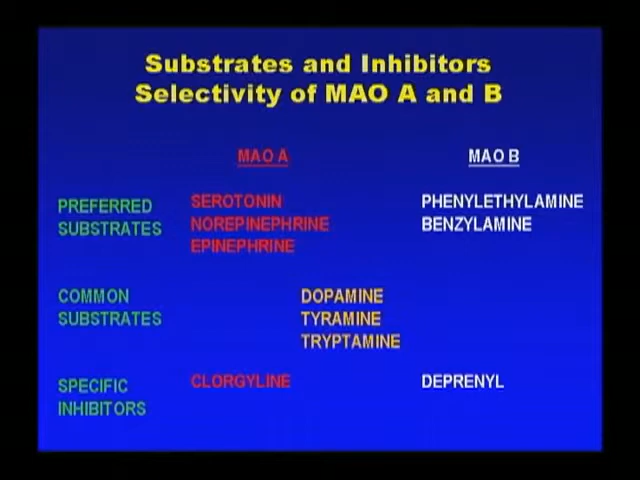 Substrates and Inhibitors
Selectivity of MAO A and B
MAO A
MAO B
PREFERRED
SUBSTRATES
SEROTONIN
NOREPINEPHRINE
EPINEPHRINE
PHENYLETHYLAMINE
BENZYLAMINE
COMMON
SUBSTRATES
DOPAMINE
TYRAMINE
TRYPTAMINE
SPECIFIC
INHIBITORS
CLORGYLINE
DEPRENYL